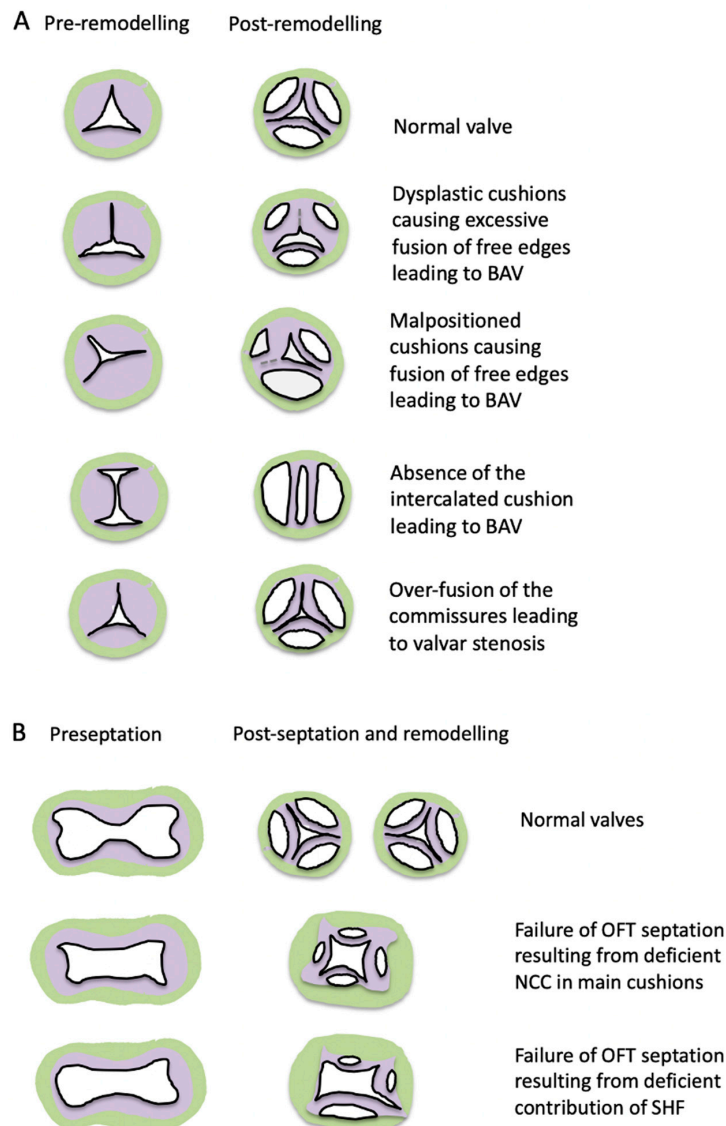 A Pre-remodelling Post-remodelling
Normal valve
Dysplastic cushions
causing excessive
fusion of free edges
leading to BAV
Malpositioned
cushions causing
fusion of free edges
leading to BAV
Absence of the
intercalated cushion
leading to BAV
Over-fusion of the
commissures leading
to valvar stenosis
B Preseptation Post-septation and remodelling
Normal valves
Failure of OFT septation
resulting from deficient
NCC in main cushions
Failure of OFT septation
resulting from deficient
contribution of SHF